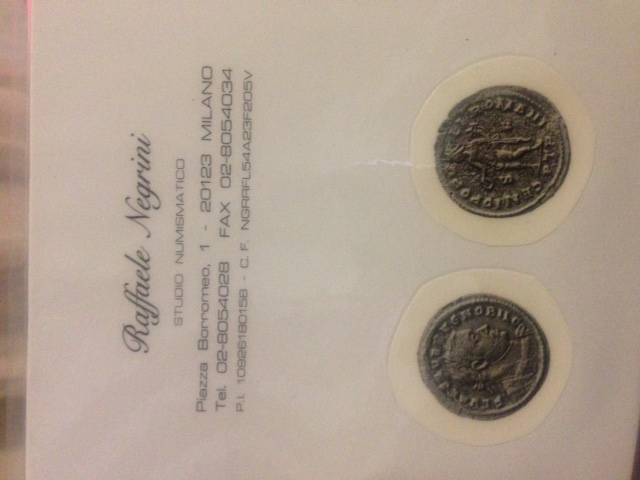 Raffaele Negrini
STUDIO NUMISMATICO
Piazza Borromeo, 1 - 20123 MILANO
Tel. 02-8054028 FAX 02-8054034
P.I. 10926180158 - C. F. NGRRFL54A23F205V